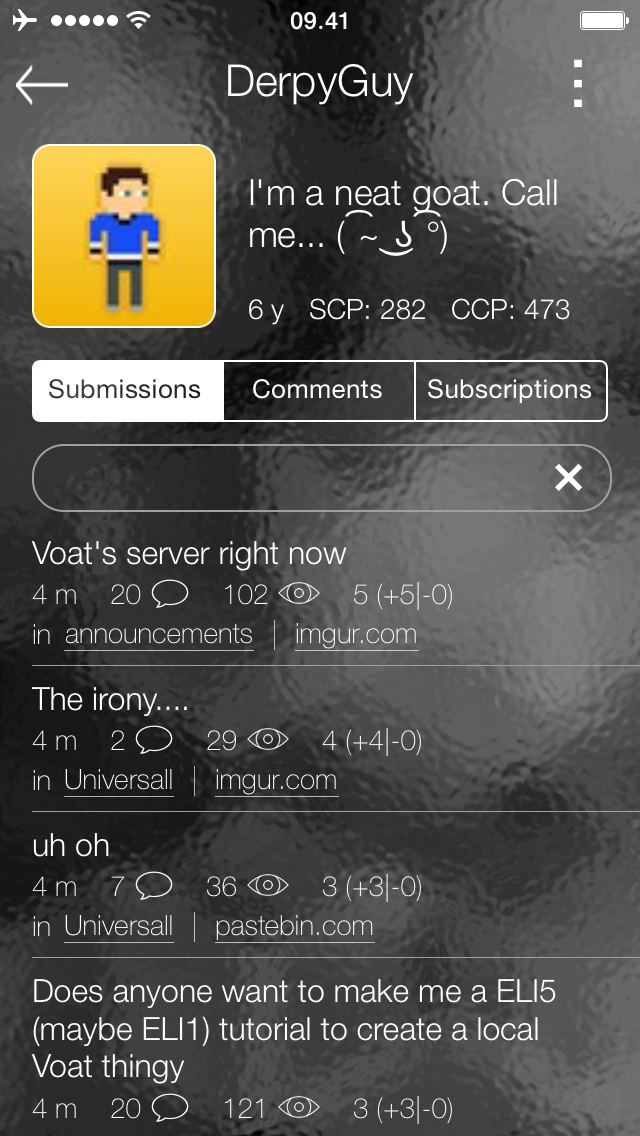 09.41
DerpyGuy
I'm a neat goat. Call
me... ( ͡~ ͜ʖ ͡°)
6 y SCP: 282 CCP: 473
Submissions Comments Subscriptions
Voat's server right now
4 m 20 102 5 (+5|-0)
in announcements | imgur.com
The irony....
4 m 2 29 4 (+4|-0)
in Universall | imgur.com
uh oh
4 m 7 36 3 (+3|-0)
in Universall | pastebin.com
Does anyone want to make me a ELI5
(maybe ELI1) tutorial to create a local
Voat thingy
4 m 20 121 3 (+3|-0)